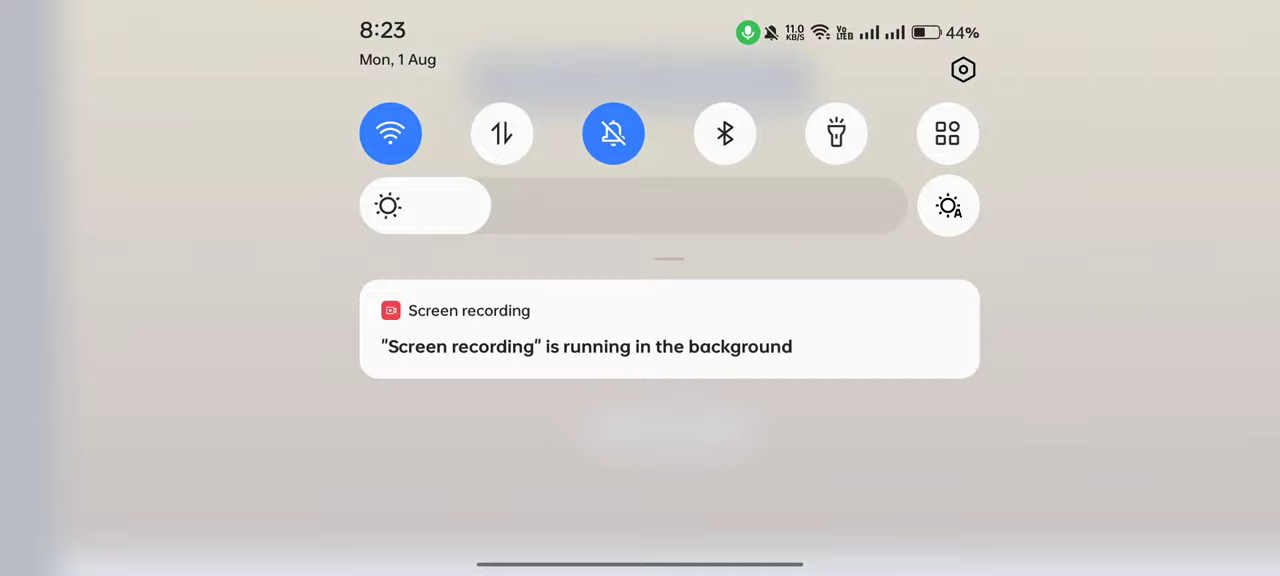 8:23
11.0
KB/S
Vo
LTE
44%
Mon, 1 Aug
A
Screen recording
"Screen recording" is running in the background